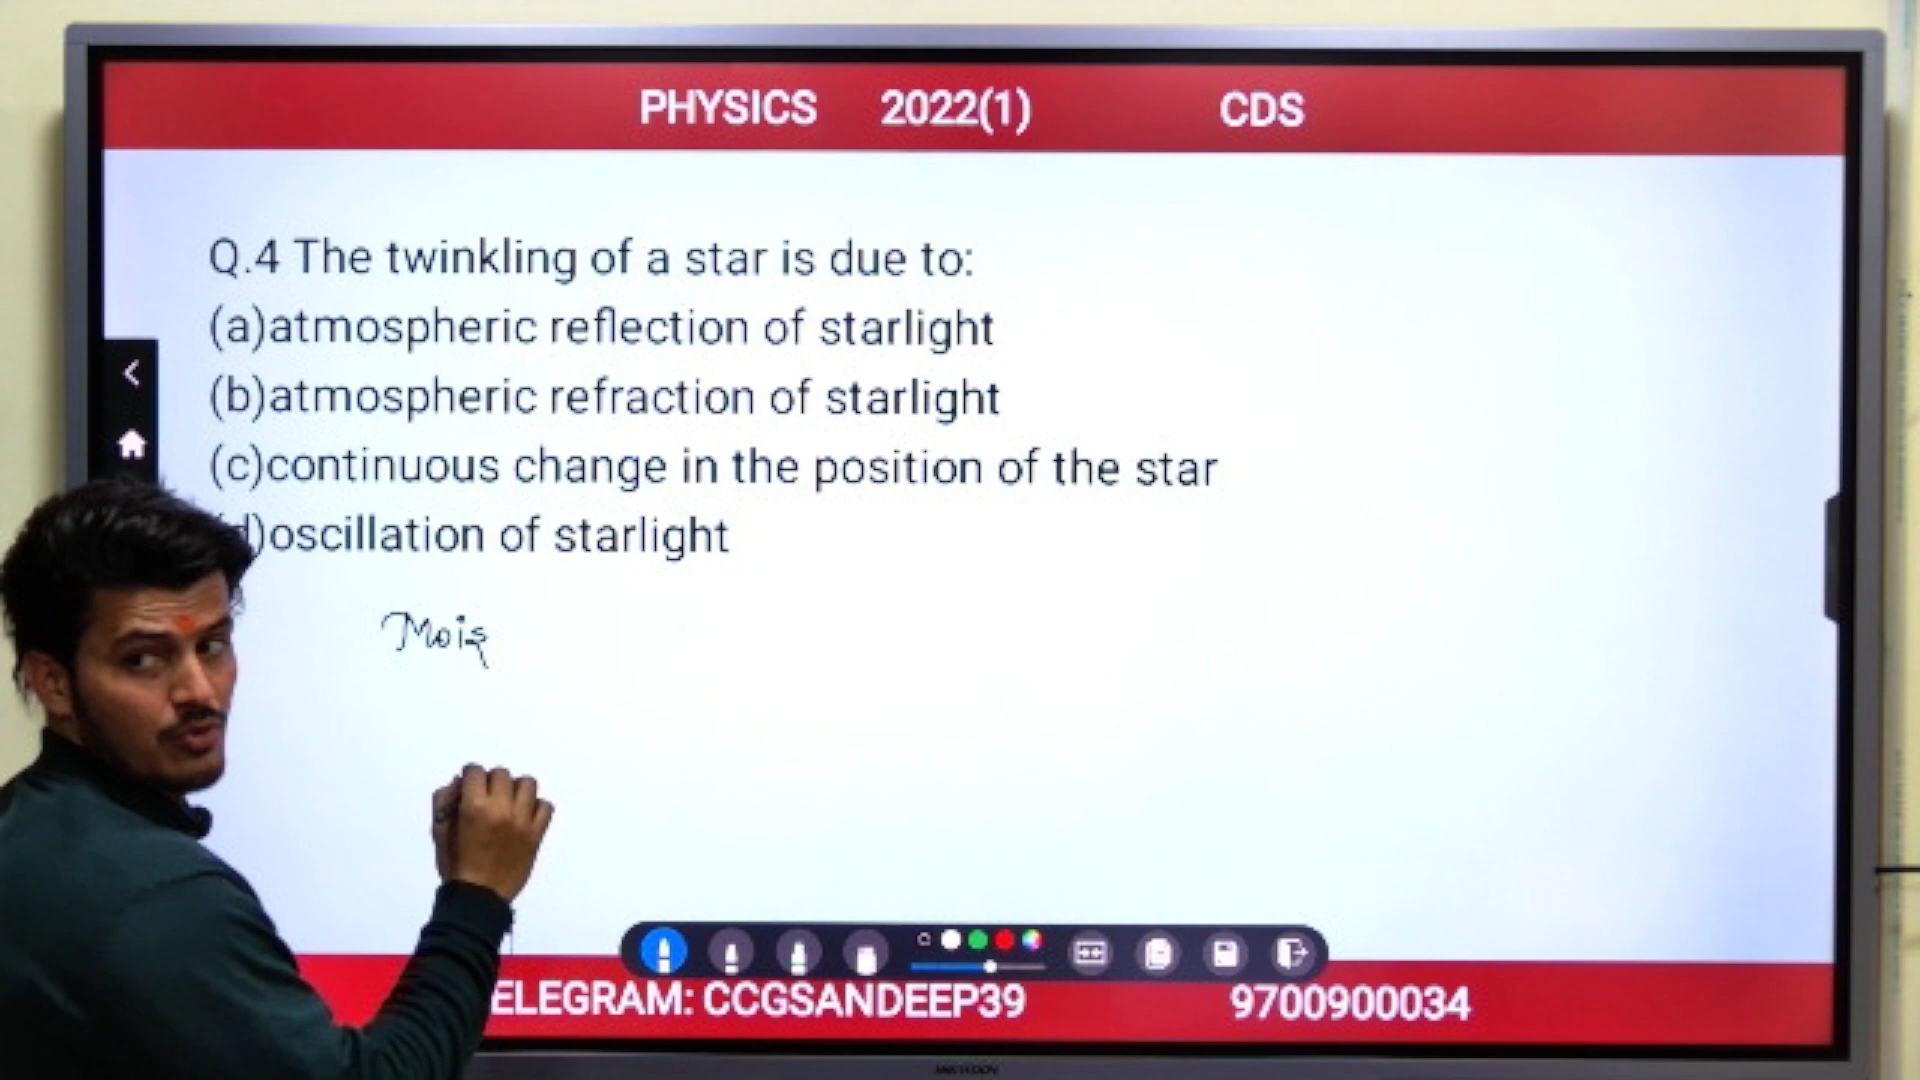 PHYSICS 2022(1) CDS
Q.4 The twinkling of a star is due to:
(a)atmospheric reflection of starlight
(b)atmospheric refraction of starlight
(c)continuous change in the position of the star
d)oscillation of starlight
ELEGRAM: CCGSANDEEP39 9700900034